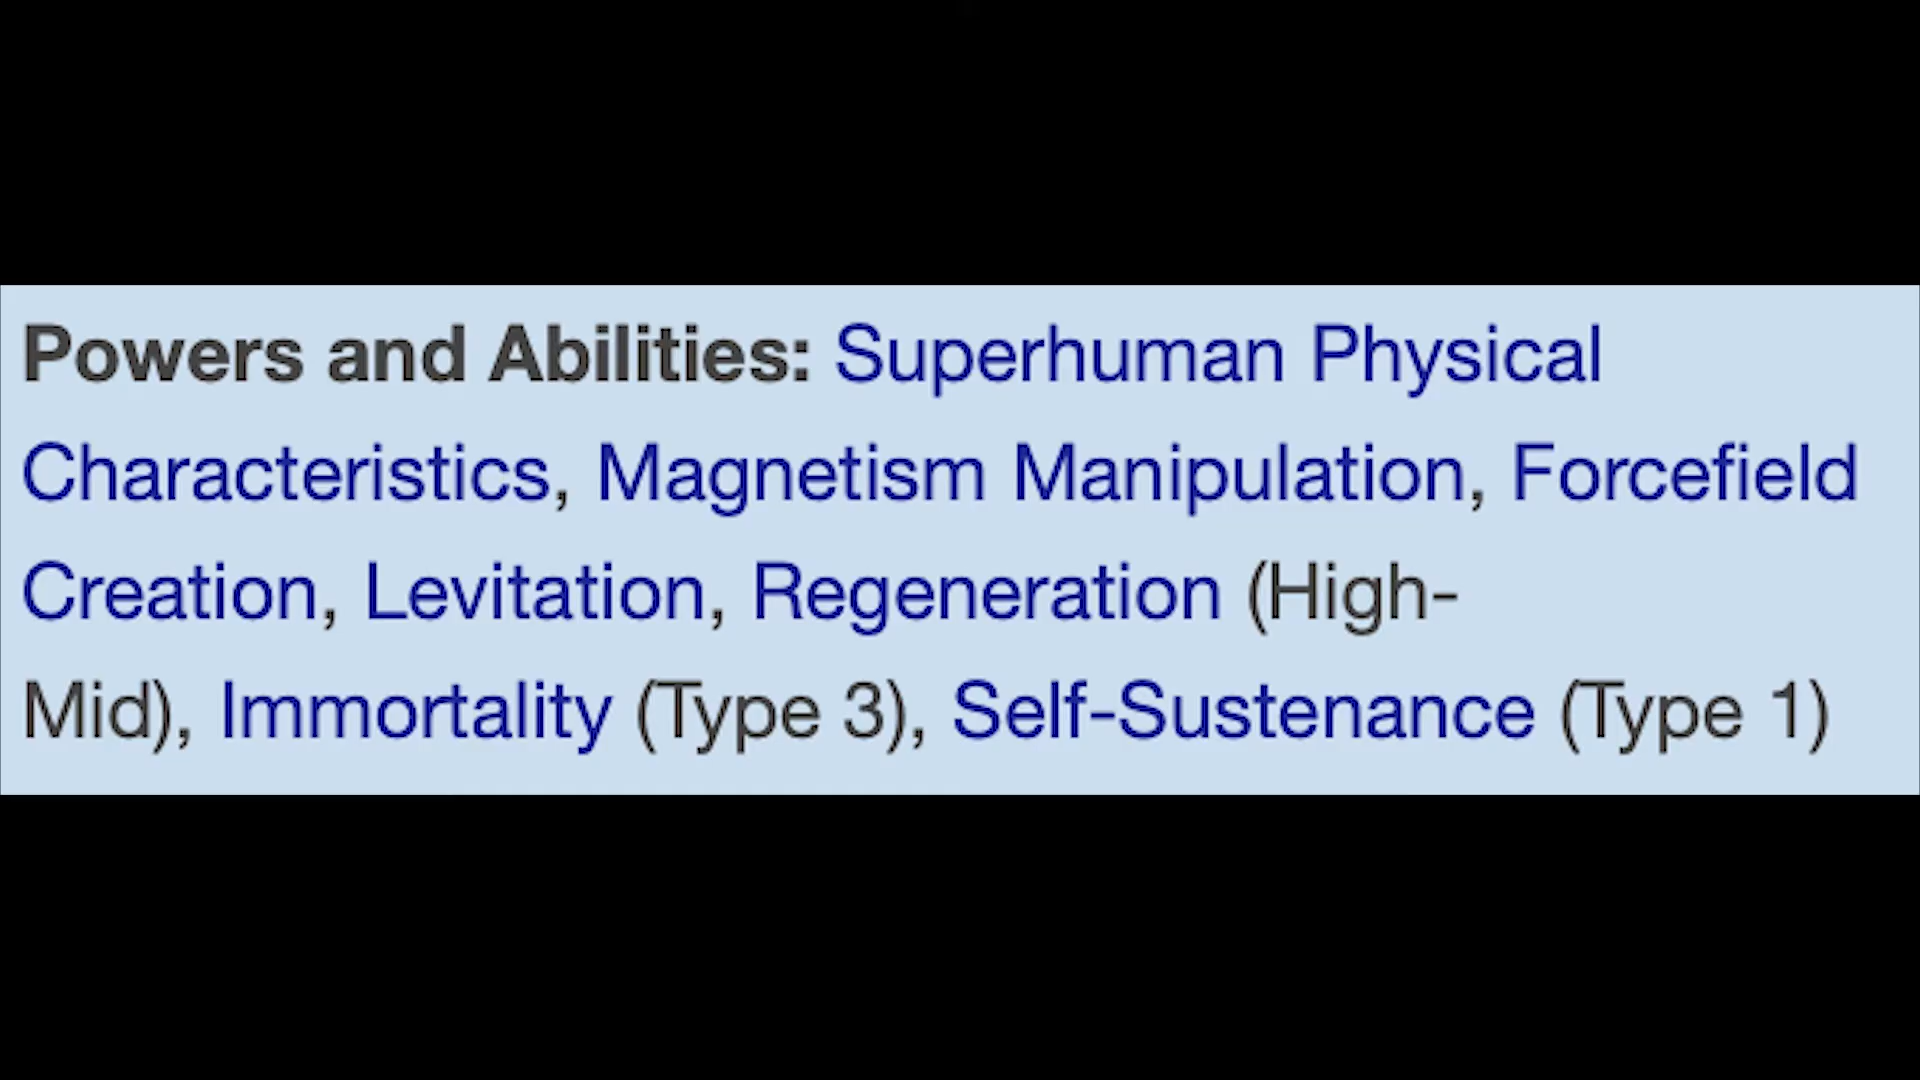 Powers and Abilities: Superhuman Physical
Characteristics, Magnetism Manipulation, Forcefield
Creation, Levitation, Regeneration (High-
Mid), Immortality (Type 3), Self-Sustenance (Type 1)